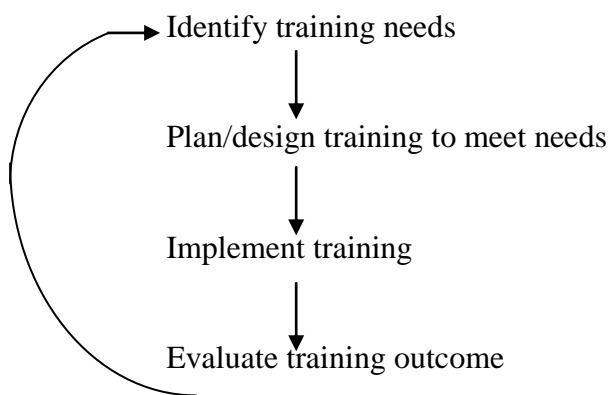 Identify training needs
Plan/design training to meet needs
Implement training
Evaluate training outcome